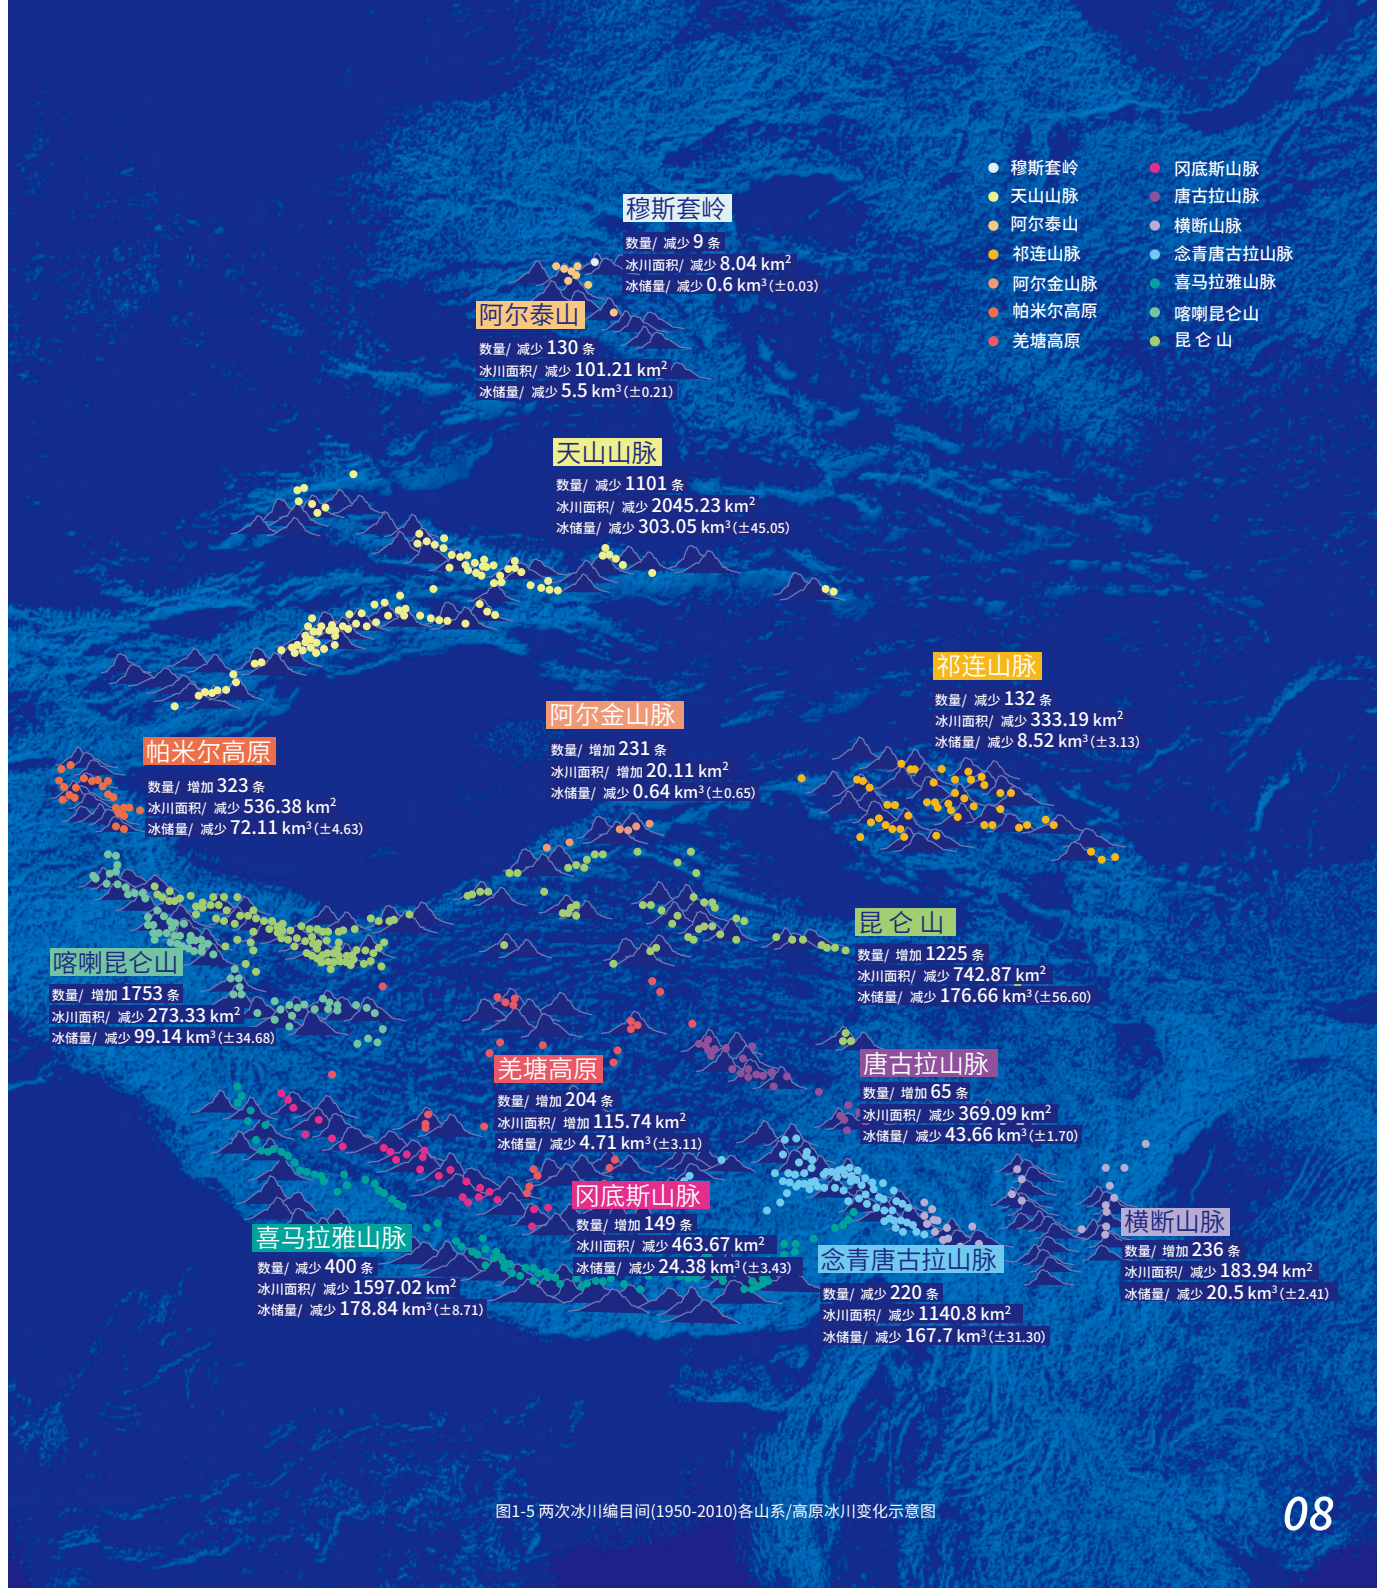 穆斯套岭
天山山脉
阿尔泰山
祁连山脉
阿尔金山脉
帕米尔高原
羌塘高原
冈底斯山脉
唐古拉山脉
横断山脉
念青唐古拉山脉
喜马拉雅山脉
喀喇昆仑山
昆仑山
穆斯套岭
数量/ 减少 9 条
冰川面积/ 减少 8.04 km²
冰储量/ 减少 0.6 km³(±0.03)
阿尔泰山
数量/ 减少 130 条
冰川面积/ 减少 101.21 km²
冰储量/ 减少 5.5 km³(±0.21)
天山山脉
数量/ 减少 1101 条
冰川面积/ 减少 2045.23 km²
冰储量/ 减少 303.05 km³(±45.05)
祁连山脉
数量/ 减少 132 条
冰川面积/ 减少 333.19 km²
冰储量/ 减少 8.52 km³(±3.13)
阿尔金山脉
数量/ 增加 231 条
冰川面积/ 增加 20.11 km²
冰储量/ 减少 0.64 km³(±0.65)
帕米尔高原
数量/ 增加 323 条
冰川面积/ 减少 536.38 km²
冰储量/ 减少 72.11 km³(±4.63)
昆仑山
数量/ 增加 1225 条
冰川面积/ 减少 742.87 km²
冰储量/ 减少 176.66 km³(±56.60)
喀喇昆仑山
数量/ 增加 1753 条
冰川面积/ 减少 273.33 km²
冰储量/ 减少 99.14 km³(±34.68)
羌塘高原
数量/ 增加 204 条
冰川面积/ 增加 115.74 km²
冰储量/ 减少 4.71 km³(±3.11)
唐古拉山脉
数量/ 增加 65 条
冰川面积/ 减少 369.09 km²
冰储量/ 减少 43.66 km³(±1.70)
冈底斯山脉
数量/ 增加 149 条
冰川面积/ 减少 463.67 km²
冰储量/ 减少 24.38 km³(±3.43)
横断山脉
数量/ 增加 236 条
冰川面积/ 减少 183.94 km²
冰储量/ 减少 20.5 km³(±2.41)
喜马拉雅山脉
数量/ 减少 400 条
冰川面积/ 减少 1597.02 km²
冰储量/ 减少 178.84 km³(±8.71)
念青唐古拉山脉
数量/ 减少 220 条
冰川面积/ 减少 1140.8 km²
冰储量/ 减少 167.7 km³(±31.30)
图1-5 两次冰川编目间(1950-2010)各山系/高原冰川变化示意图
08